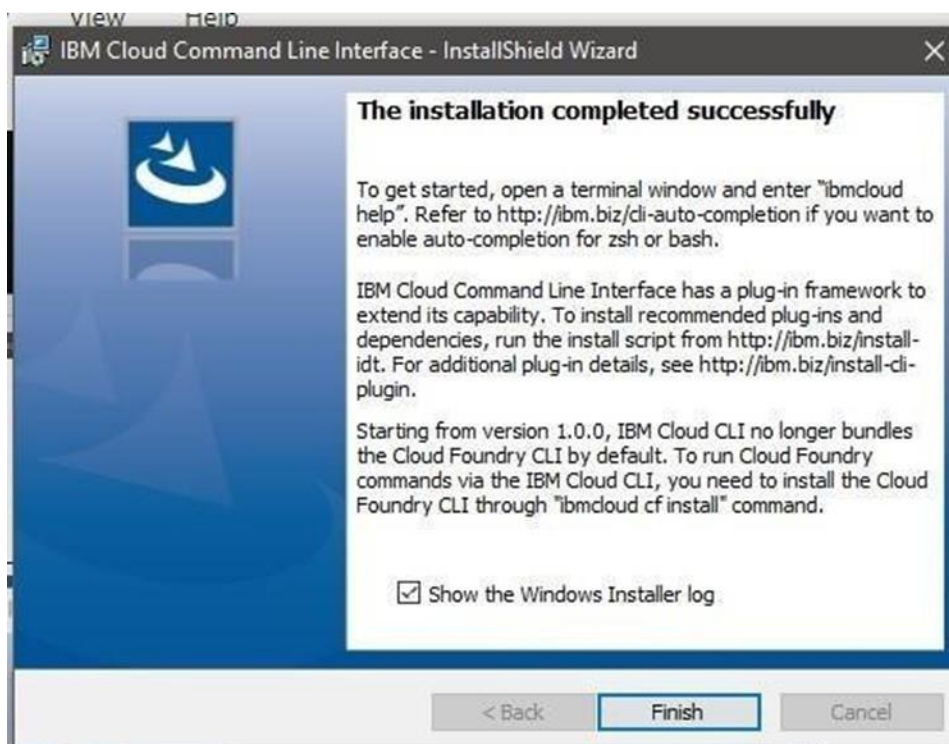 View Help
IBM Cloud Command Line Interface - InstallShield Wizard
The installation completed successfully
To get started, open a terminal window and enter "ibmcloud
help". Refer to http://ibm.biz/cli-auto-completion if you want to
enable auto-completion for zsh or bash.
IBM Cloud Command Line Interface has a plug-in framework to
extend its capability. To install recommended plug-ins and
dependencies, run the install script from http://ibm.biz/install-
idt. For additional plug-in details, see http://ibm.biz/install-cli-
plugin.
Starting from version 1.0.0, IBM Cloud CLI no longer bundles
the Cloud Foundry CLI by default. To run Cloud Foundry
commands via the IBM Cloud CLI, you need to install the Cloud
Foundry CLI through "ibmcloud cf install" command.
Show the Windows Installer log
< Back Finish Cancel